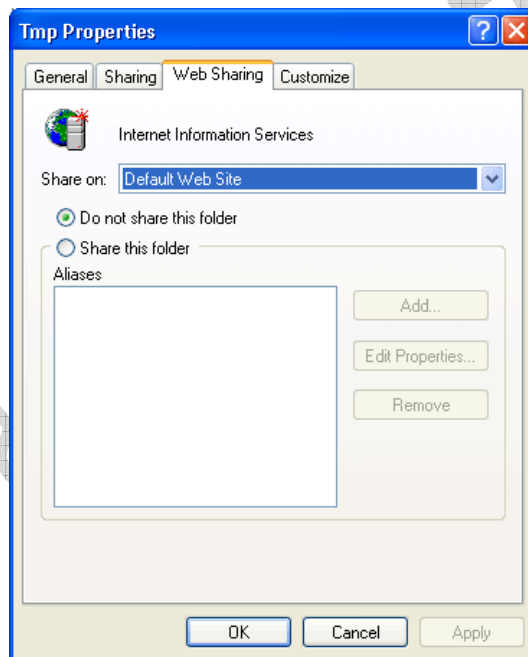 Tmp Properties
General Sharing Web Sharing Customize
Internet Information Services
Share on: Default Web Site
Do not share this folder
Share this folder
Aliases
Add...
Edit Properties...
Remove
OK Cancel Apply